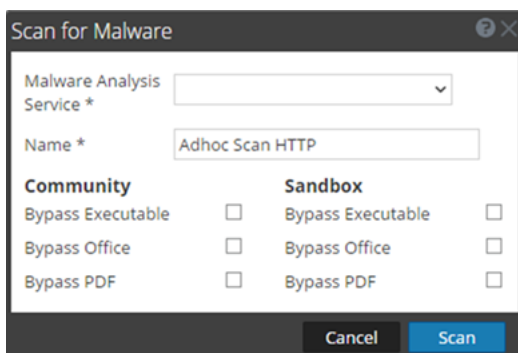 Scan for Malware
Malware Analysis
Service *
Name * Adhoc Scan HTTP
Community Sandbox
Bypass Executable Bypass Executable
Bypass Office Bypass Office
Bypass PDF Bypass PDF
Cancel Scan